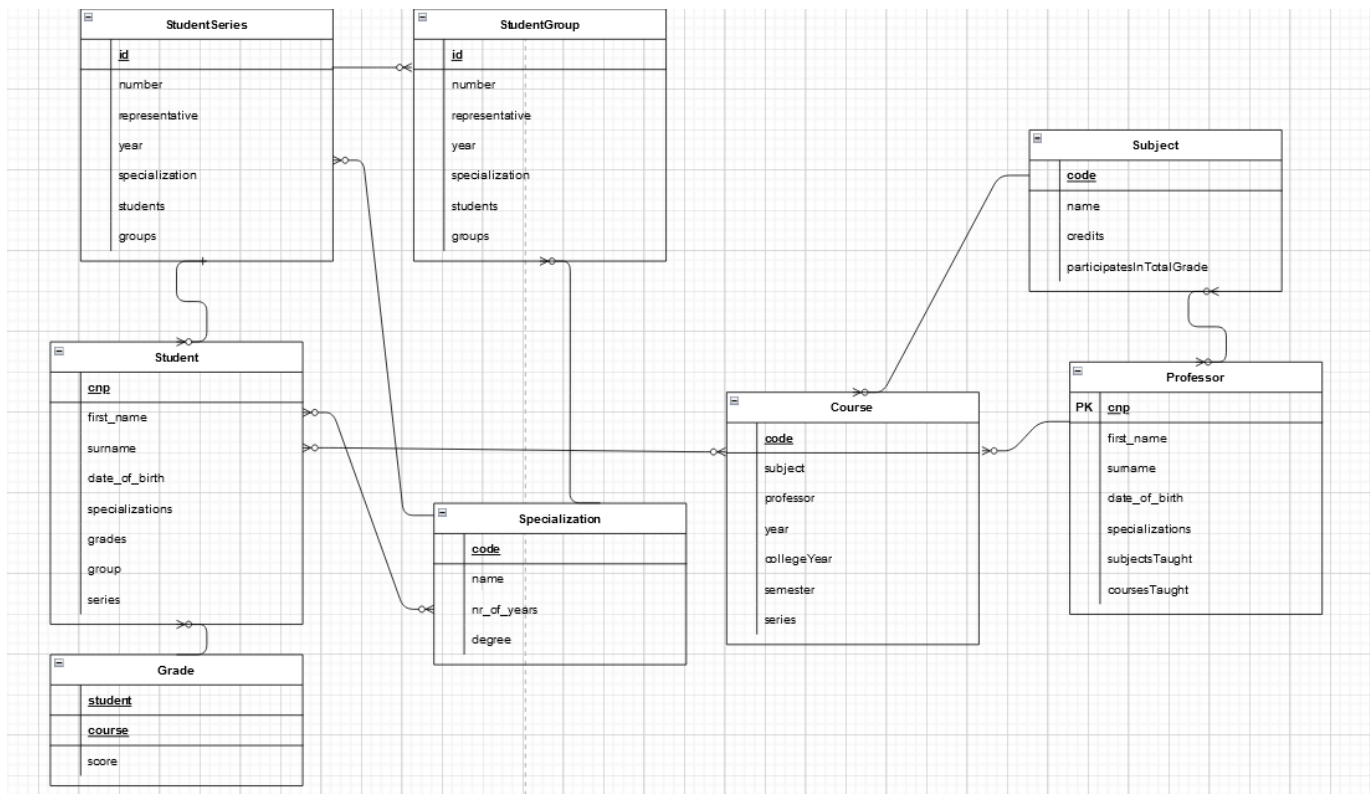 StudentSeries
id
number
representative
year
specialization
students
groups
StudentGroup
id
number
representative
year
specialization
students
groups
Subject
code
name
credits
participatesInTotalGrade
Student
cnp
first_name
surname
date_of_birth
specializations
grades
group
series
Course
code
subject
professor
year
collegeYear
semester
series
Professor
PK cnp
first_name
surname
date_of_birth
specializations
subjectsTaught
coursesTaught
Specialization
code
name
nr_of_years
degree
Grade
student
course
score